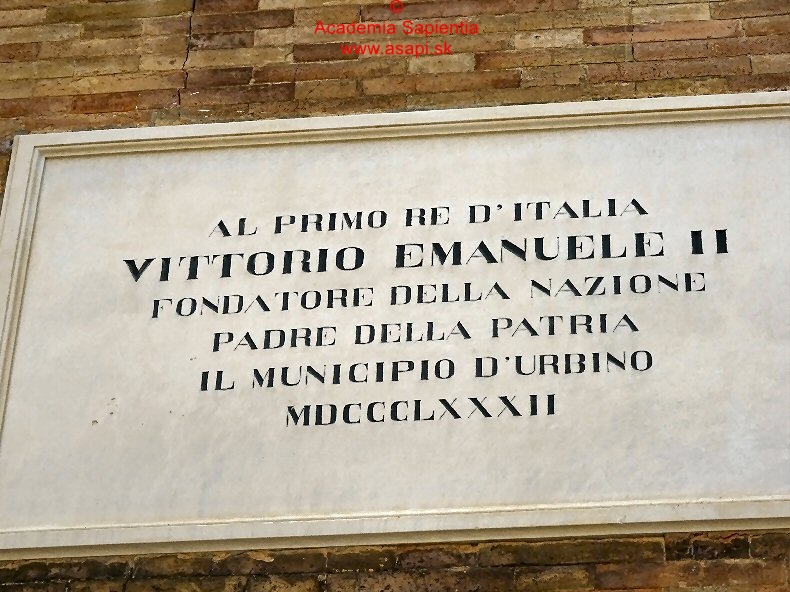 ©
Academia Sapientia
www.asapi.sk
AL PRIMO RE D'ITALIA
VITTORIO EMANUELE II
FONDATORE DELLA NAZIONE
PADRE DELLA PATRIA
IL MUNICIPIO D'URBINO
MDCCCLXXXII